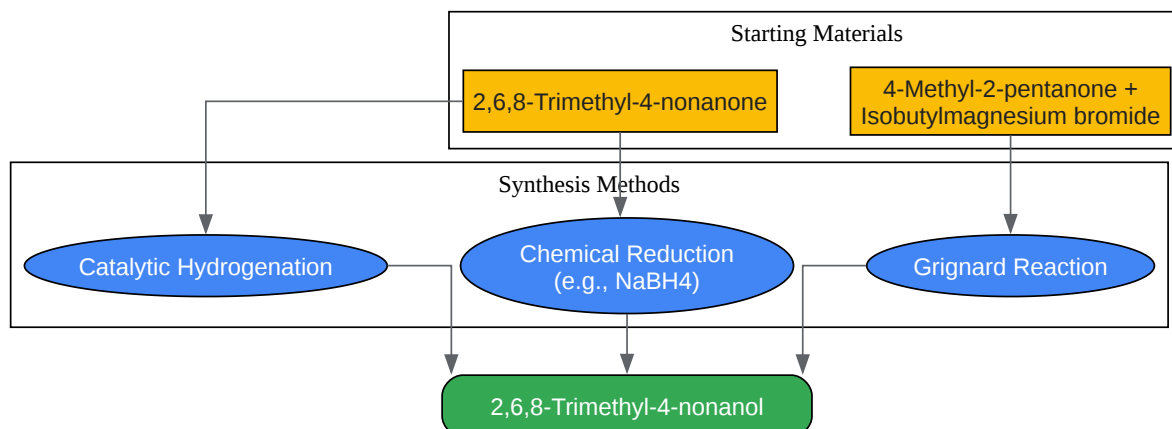 Starting Materials
2,6,8-Trimethyl-4-nonanone
4-Methyl-2-pentanone +
Isobutylmagnesium bromide
Synthesis Methods
Catalytic Hydrogenation
Chemical Reduction
(e.g., NaBH4)
Grignard Reaction
2,6,8-Trimethyl-4-nonanol